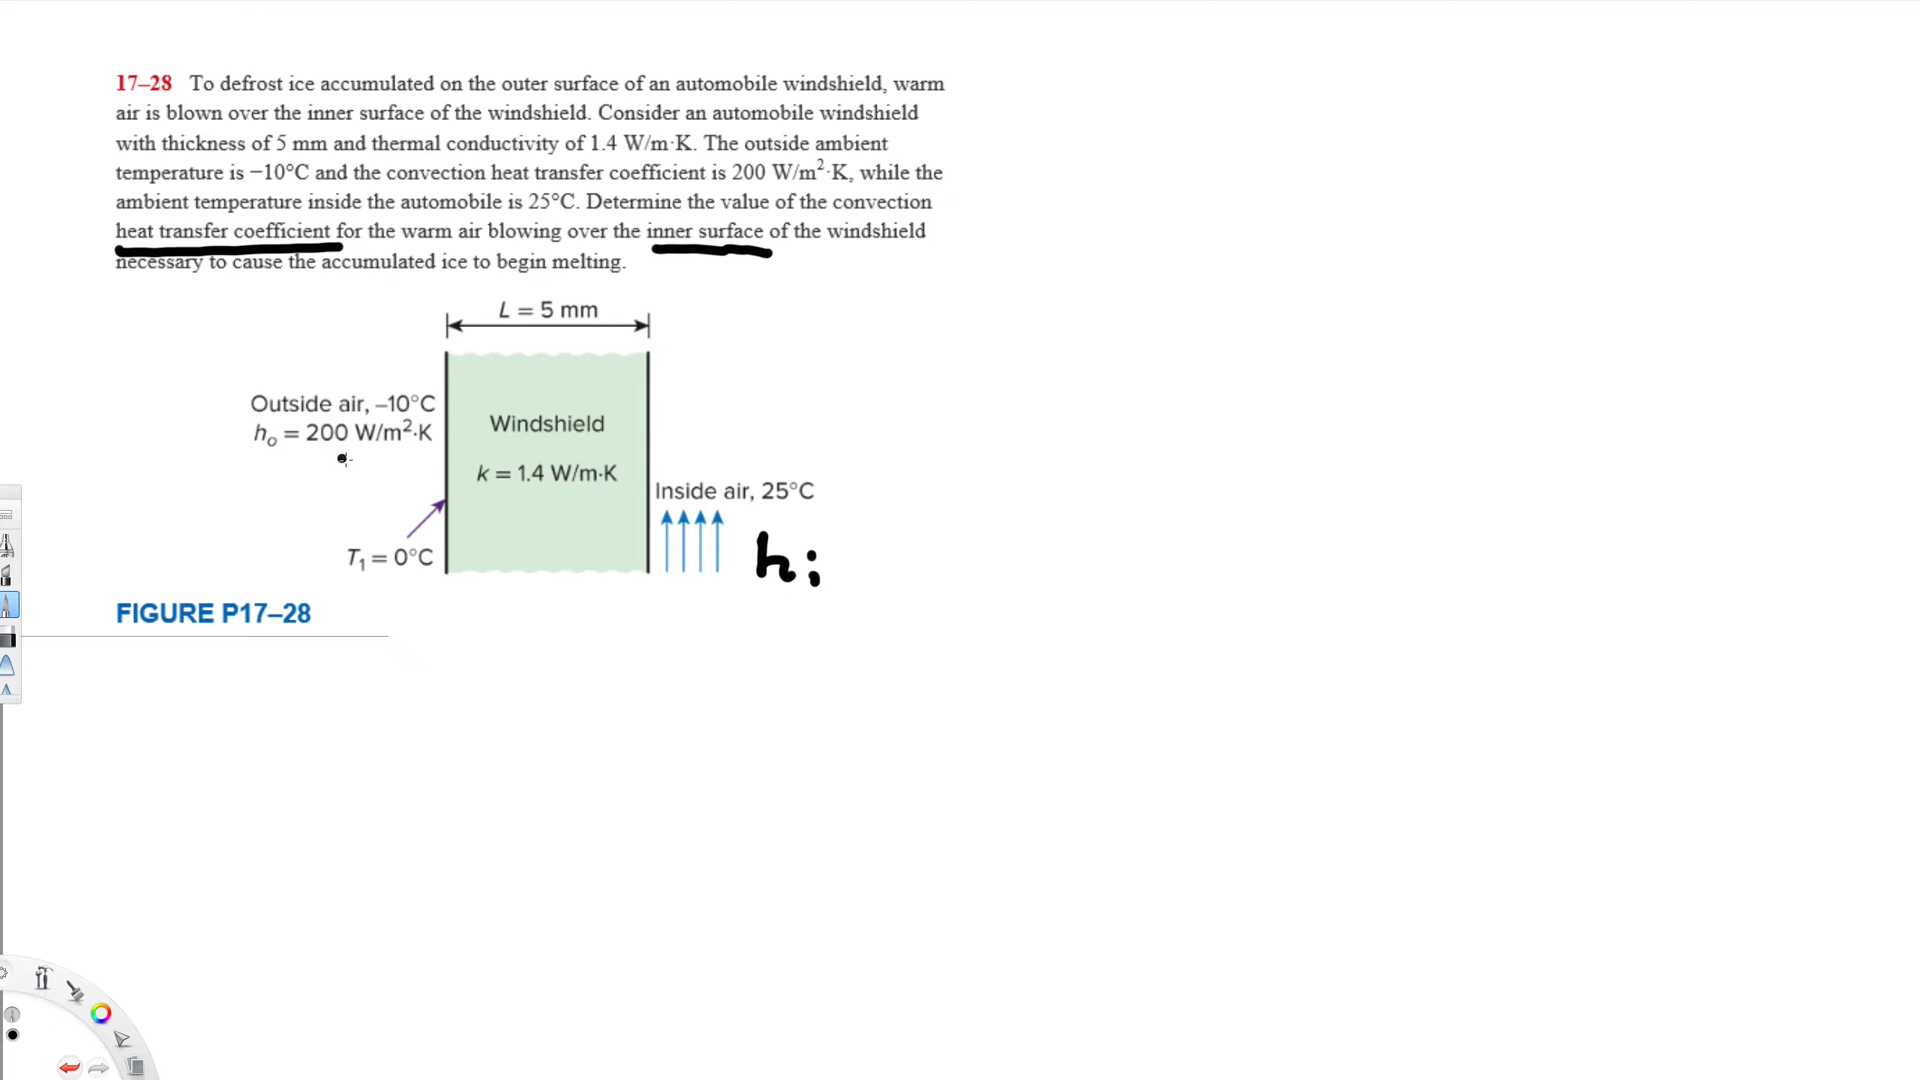 17–28 To defrost ice accumulated on the outer surface of an automobile windshield, warm
air is blown over the inner surface of the windshield. Consider an automobile windshield
with thickness of 5 mm and thermal conductivity of 1.4 W/m·K. The outside ambient
temperature is −10°C and the convection heat transfer coefficient is 200 W/m²·K, while the
ambient temperature inside the automobile is 25°C. Determine the value of the convection
heat transfer coefficient for the warm air blowing over the inner surface of the windshield
necessary to cause the accumulated ice to begin melting.
L = 5 mm
Outside air, –10°C
hₒ = 200 W/m²·K
Windshield
k = 1.4 W/m·K
Inside air, 25°C
T₁ = 0°C
hi
FIGURE P17–28